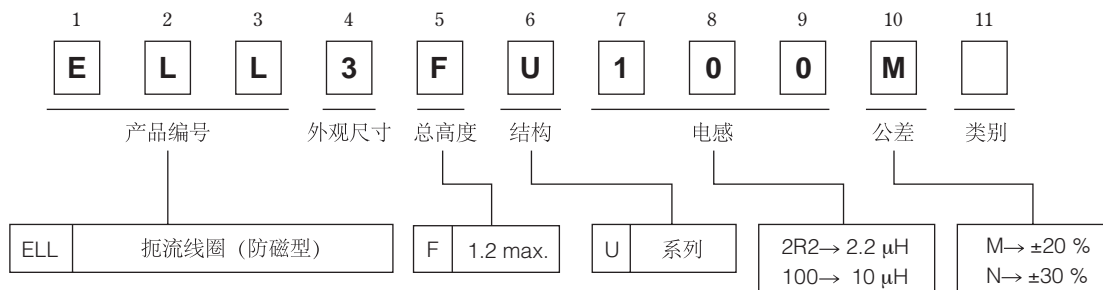 1 2 3 4 5 6 7 8 9 10 11
E L L 3 F U 1 0 0 M
产品编号 外观尺寸 总高度 结构 电感 公差 类别
ELL 扼流线圈（防磁型） F 1.2 max. U 系列
2R2→ 2.2 μH
100→ 10 μH
M→ ±20 %
N→ ±30 %